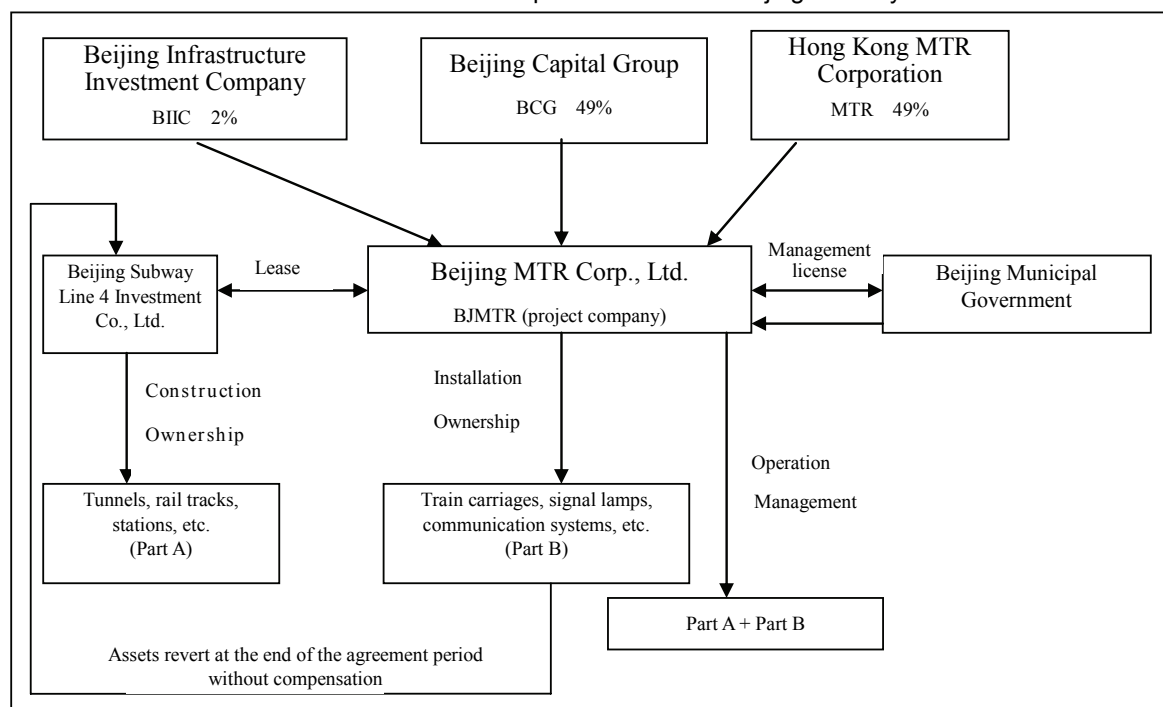 Beijing Infrastructure
Investment Company
BIIC 2%
Beijing Capital Group
BCG 49%
Hong Kong MTR
Corporation
MTR 49%
Beijing Subway
Line 4 Investment
Co., Ltd.
Lease
Beijing MTR Corp., Ltd.
BJMTR (project company)
Management
license
Beijing Municipal
Government
Construction
Ownership
Installation
Ownership
Operation
Management
Tunnels, rail tracks,
stations, etc.
(Part A)
Train carriages, signal lamps,
communication systems, etc.
(Part B)
Part A + Part B
Assets revert at the end of the agreement period
without compensation